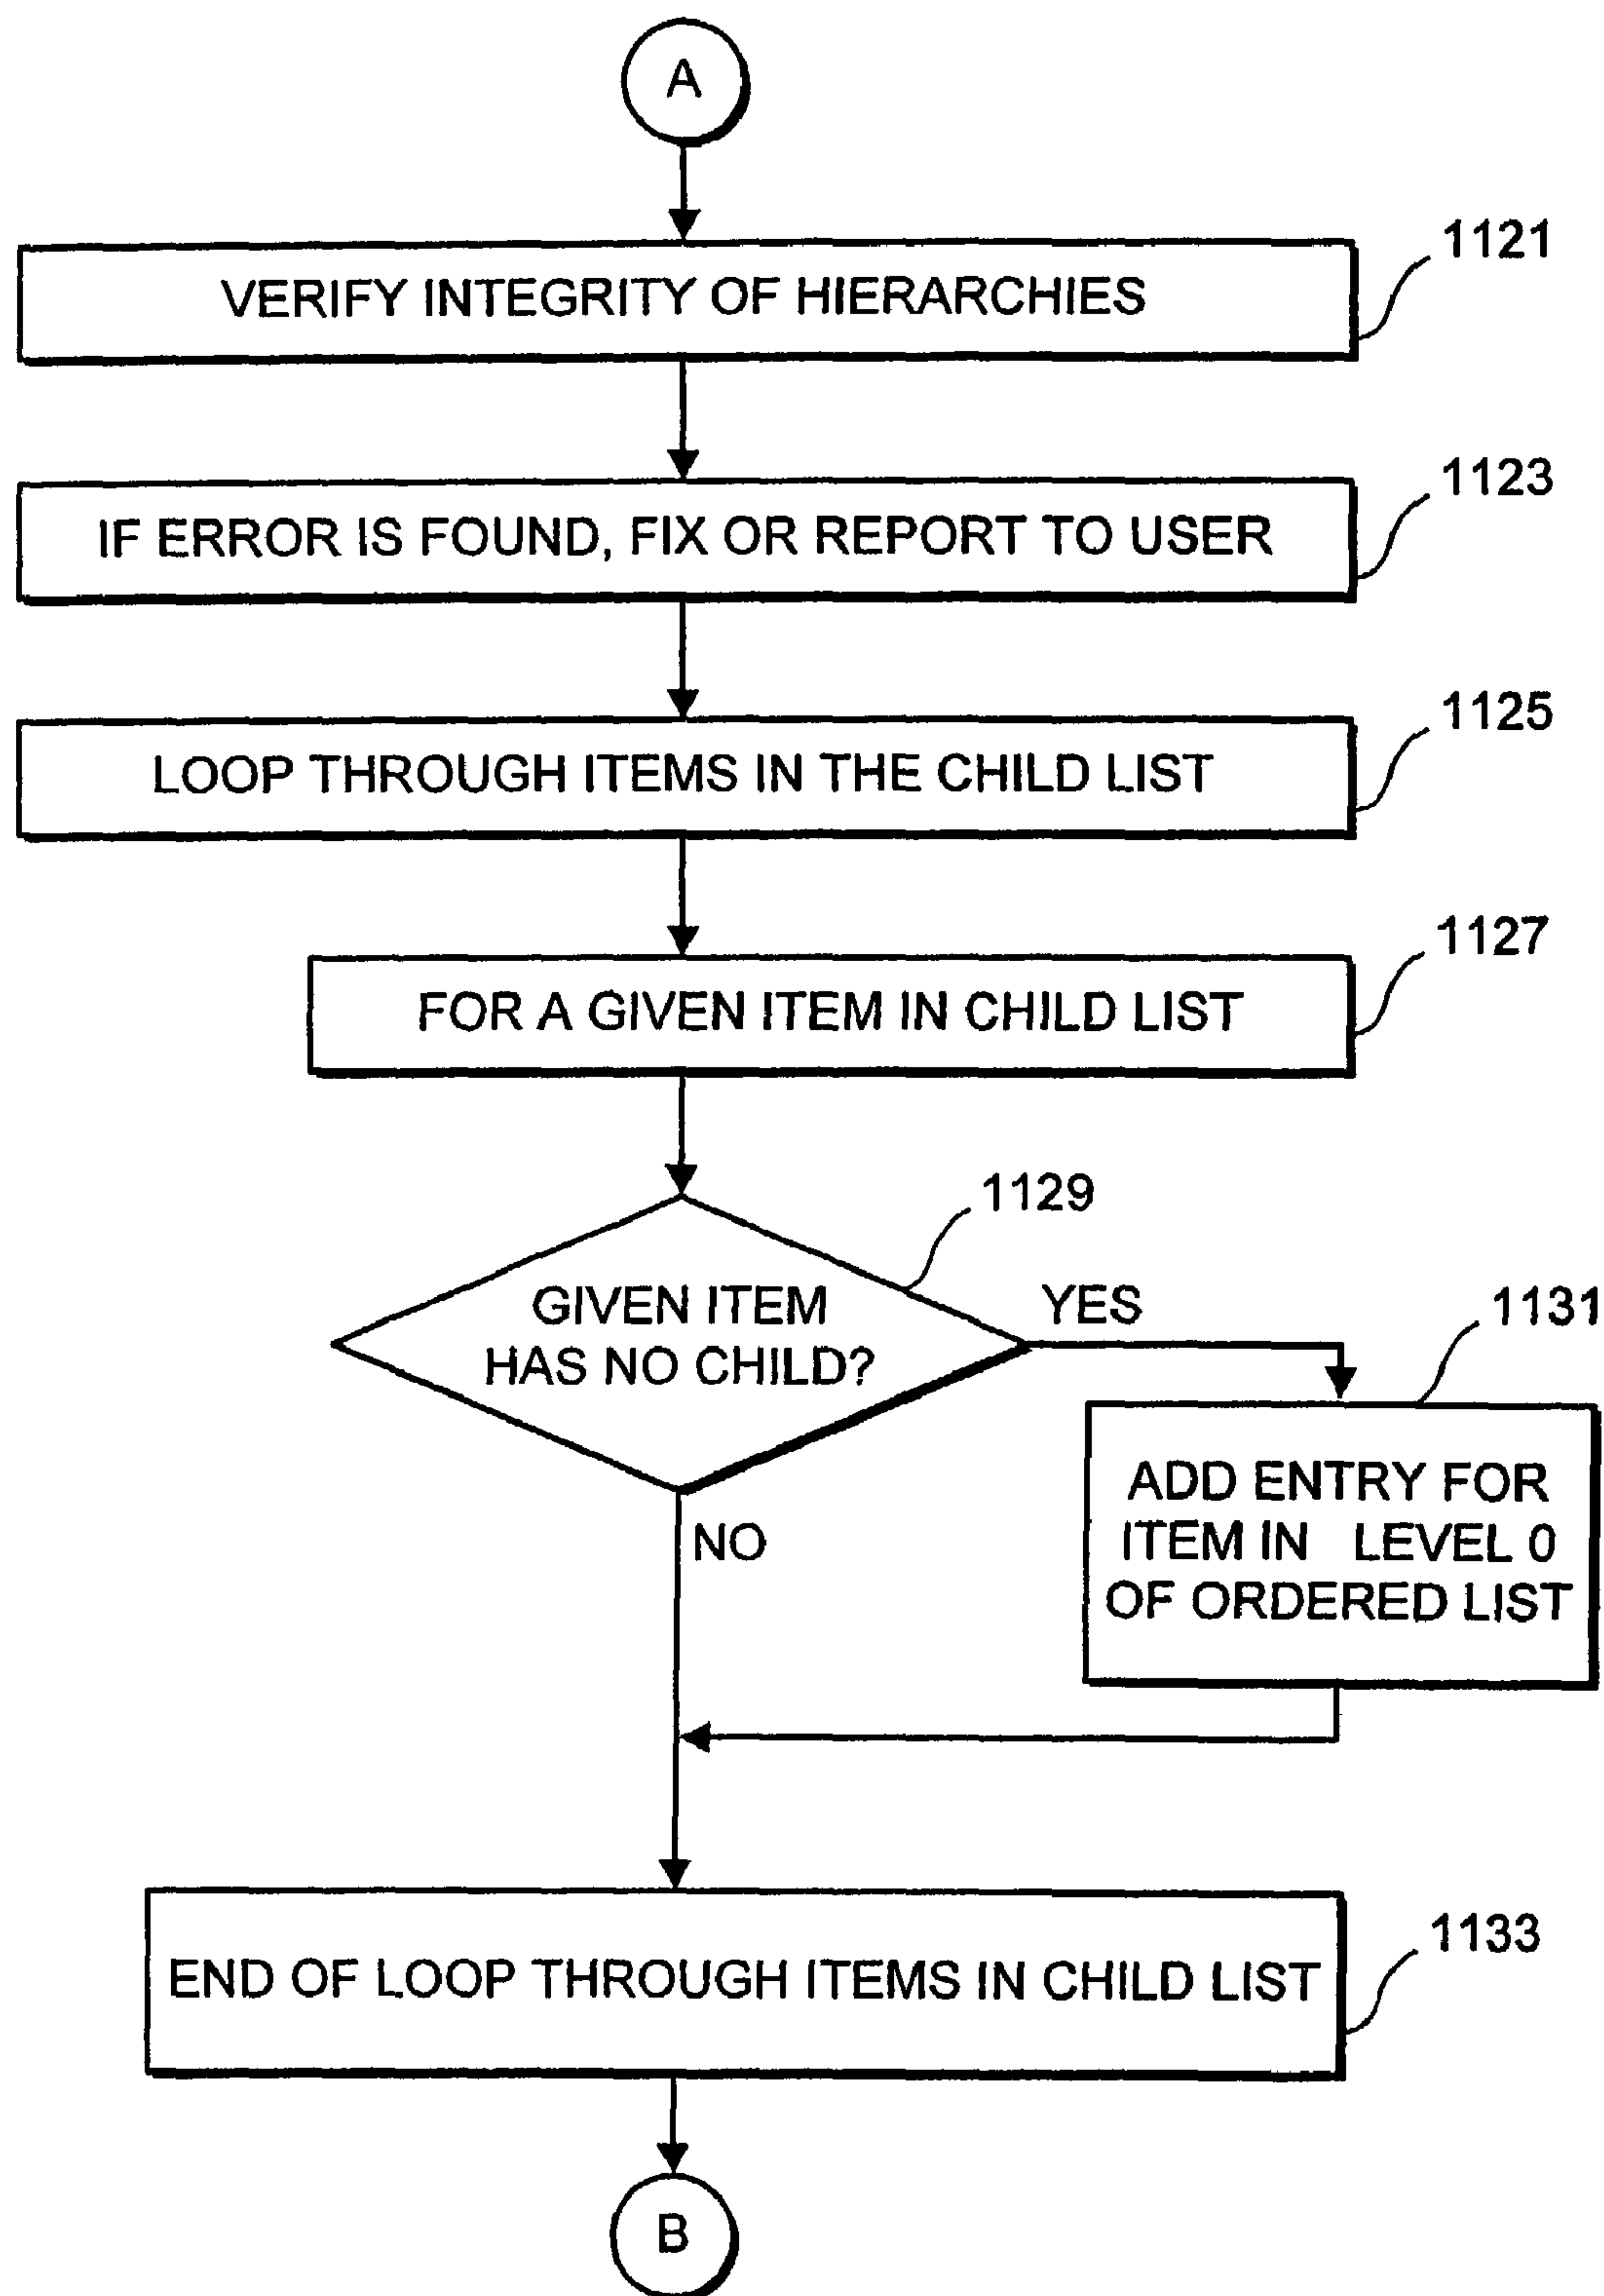 A
1121
VERIFY INTEGRITY OF HIERARCHIES
1123
IF ERROR IS FOUND, FIX OR REPORT TO USER
1125
LOOP THROUGH ITEMS IN THE CHILD LIST
1127
FOR A GIVEN ITEM IN CHILD LIST
1129
GIVEN ITEM
HAS NO CHILD?
YES
1131
ADD ENTRY FOR
ITEM IN LEVEL 0
OF ORDERED LIST
NO
1133
END OF LOOP THROUGH ITEMS IN CHILD LIST
B